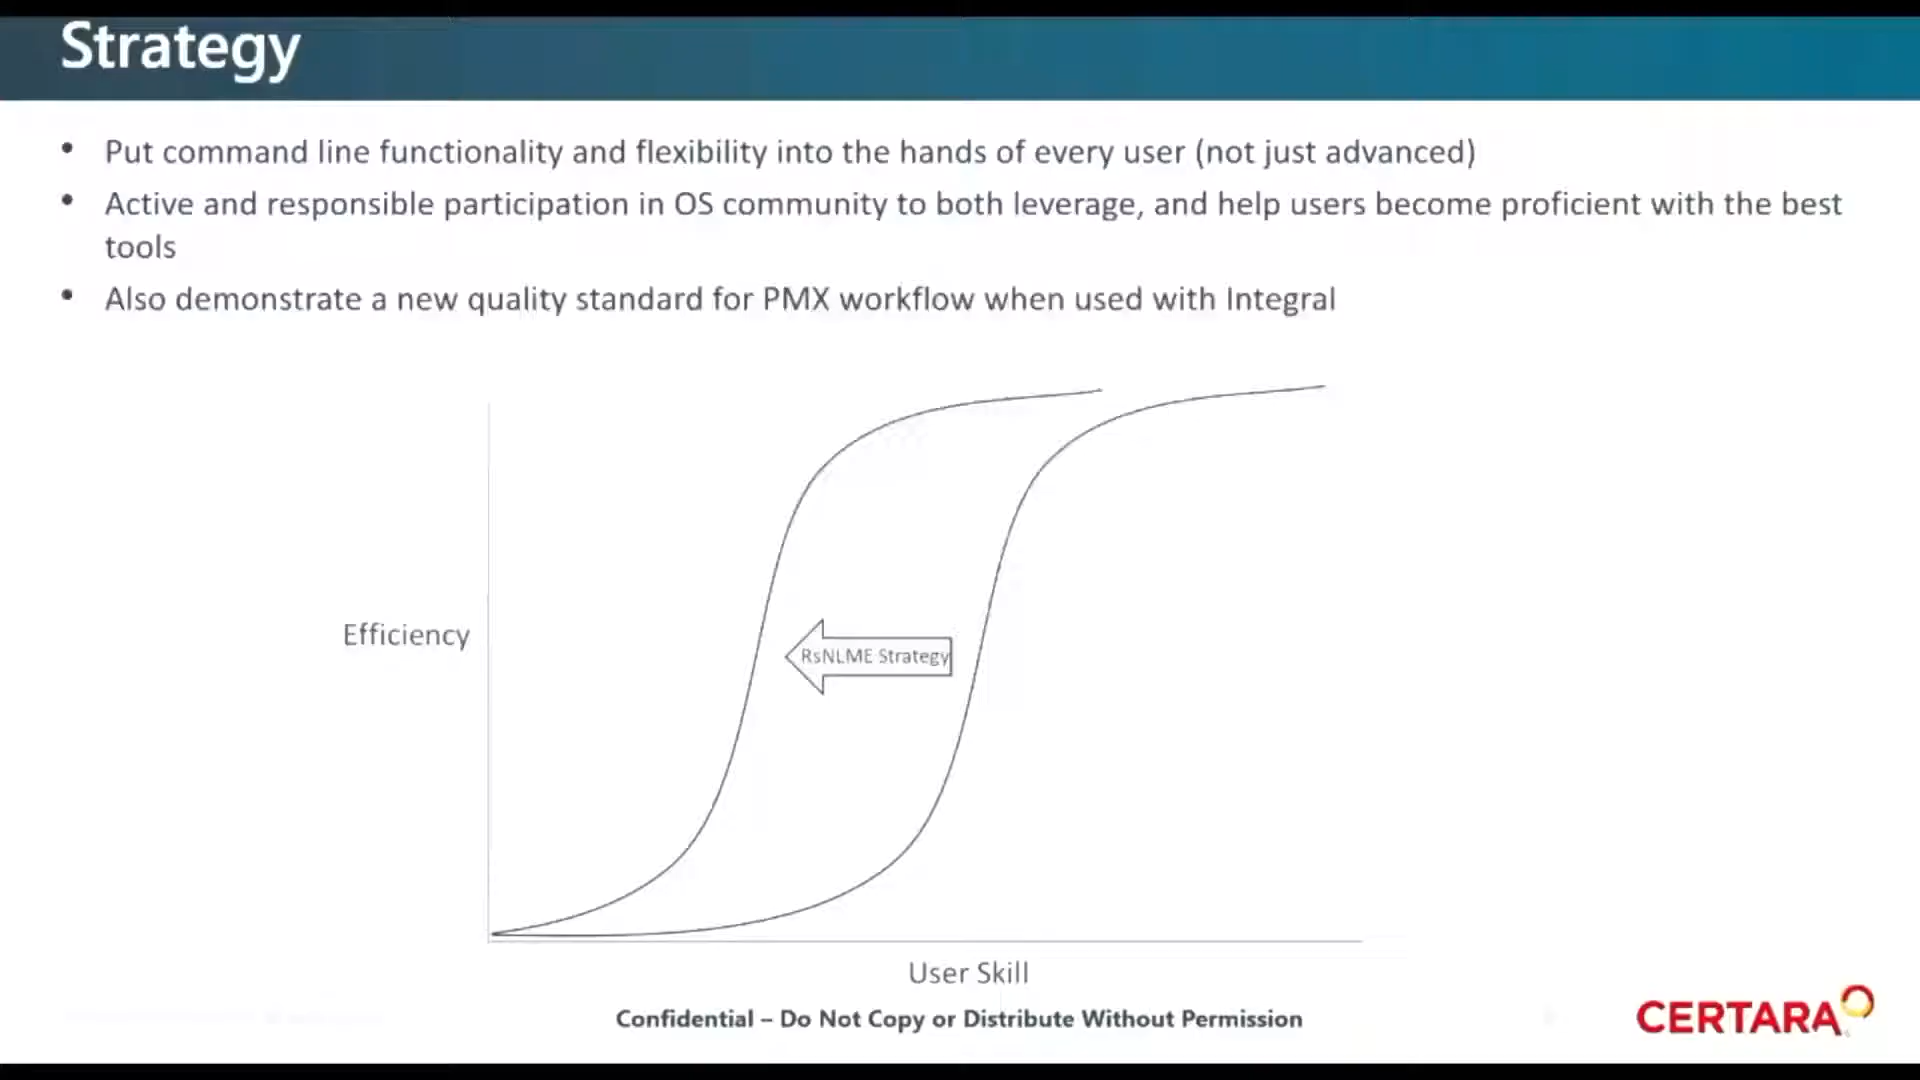 Strategy
• Put command line functionality and flexibility into the hands of every user (not just advanced)
• Active and responsible participation in OS community to both leverage, and help users become proficient with the best
tools
• Also demonstrate a new quality standard for PMX workflow when used with Integral
Efficiency
RsNLME Strategy
User Skill
Confidential – Do Not Copy or Distribute Without Permission
CERTARA